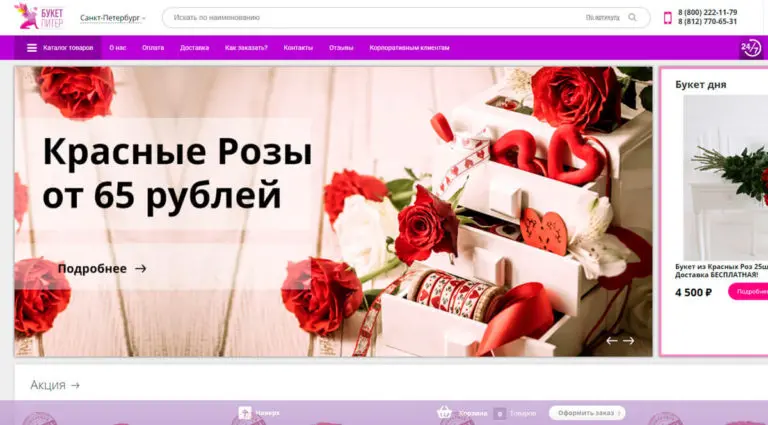 БУКЕТ
ПИТЕР
Санкт-Петербург
Искать по наименованию
По артикулу
8 (800) 222-11-79
8 (812) 770-65-31
Каталог товаров
О нас
Оплата
Доставка
Как заказать?
Контакты
Отзывы
Корпоративным клиентам
24/7
Красные Розы
от 65 рублей
Подробнее →
Букет дня
Букет из Красных Роз 25ш
Доставка БЕСПЛАТНАЯ!
4 500 ₽
Подробнее
Акция →
Наверх
Корзина 0 Товаров
Оформить заказ